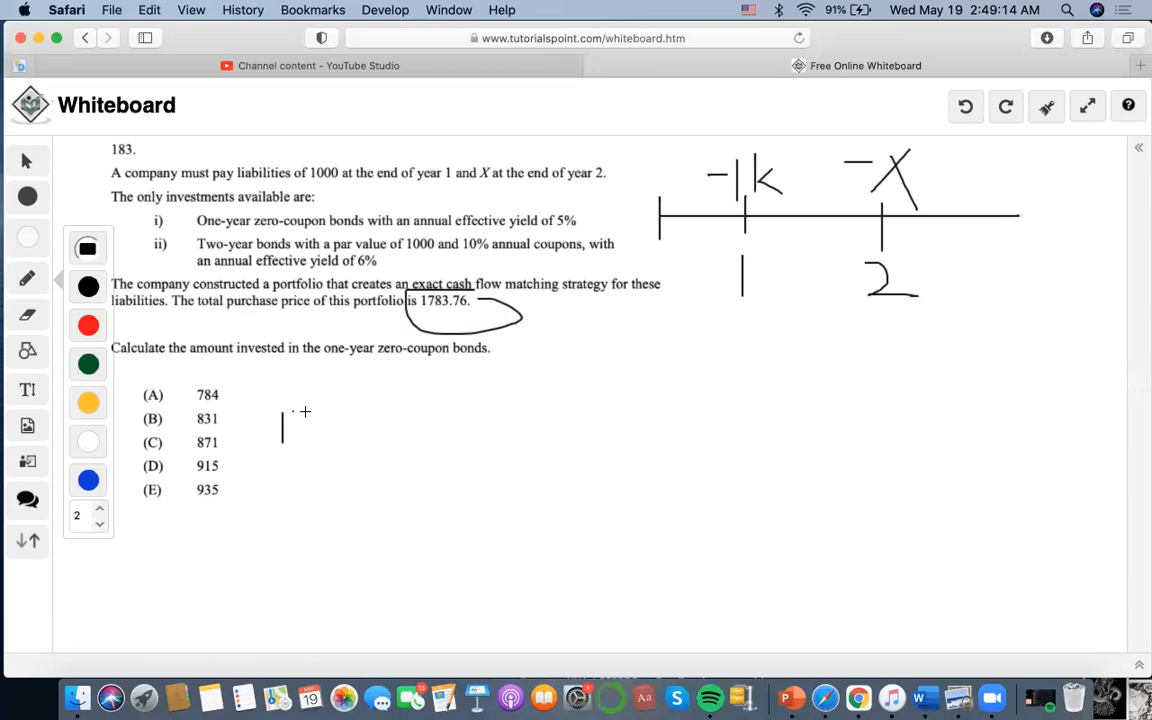 Safari File Edit View History Bookmarks Develop Window Help 91% Wed May 19 2:49:14 AM
www.tutorialspoint.com/whiteboard.htm
Channel content - YouTube Studio Free Online Whiteboard
Whiteboard
183.
A company must pay liabilities of 1000 at the end of year 1 and X at the end of year 2.
The only investments available are:
i) One-year zero-coupon bonds with an annual effective yield of 5%
ii) Two-year bonds with a par value of 1000 and 10% annual coupons, with
an annual effective yield of 6%
The company constructed a portfolio that creates an exact cash flow matching strategy for these
liabilities. The total purchase price of this portfolio is 1783.76.
Calculate the amount invested in the one-year zero-coupon bonds.
(A) 784
(B) 831
(C) 871
(D) 915
(E) 935
-1k -X
1 2
TI
2